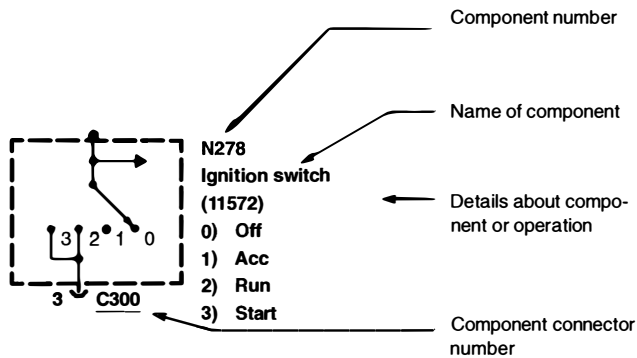 Component number
Name of component
N278
Ignition switch
(11572)
0) Off
1) Acc
2) Run
3) Start
Details about compo-
nent or operation
3 2 1 0
3 C300
Component connector
number